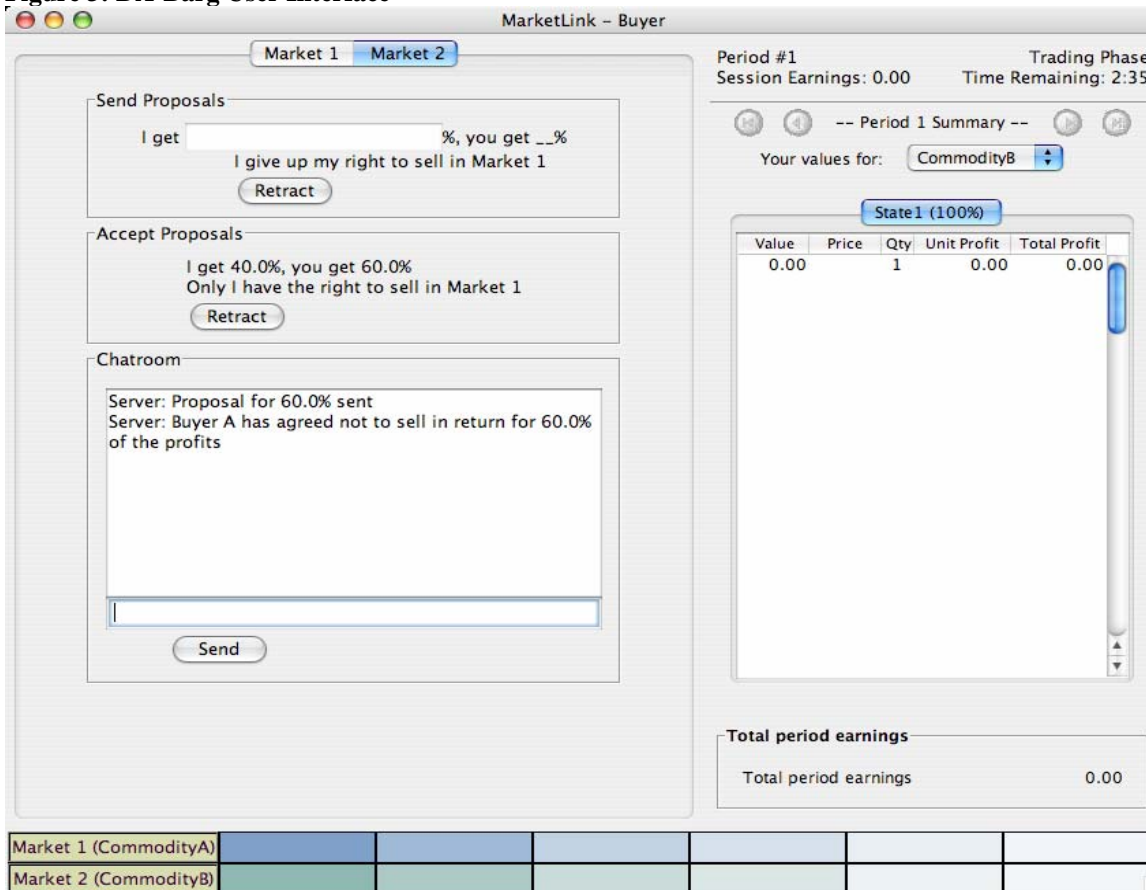 MarketLink – Buyer
Market 1 Market 2
Send Proposals
I get %, you get __%
I give up my right to sell in Market 1
Retract
Accept Proposals
I get 40.0%, you get 60.0%
Only I have the right to sell in Market 1
Retract
Chatroom
Server: Proposal for 60.0% sent
Server: Buyer A has agreed not to sell in return for 60.0%
of the profits
Send
Period #1 Trading Phase
Session Earnings: 0.00 Time Remaining: 2:35
-- Period 1 Summary --
Your values for: CommodityB
State1 (100%)
Value Price Qty Unit Profit Total Profit
0.00 1 0.00 0.00
Total period earnings
Total period earnings 0.00
Market 1 (CommodityA)
Market 2 (CommodityB)